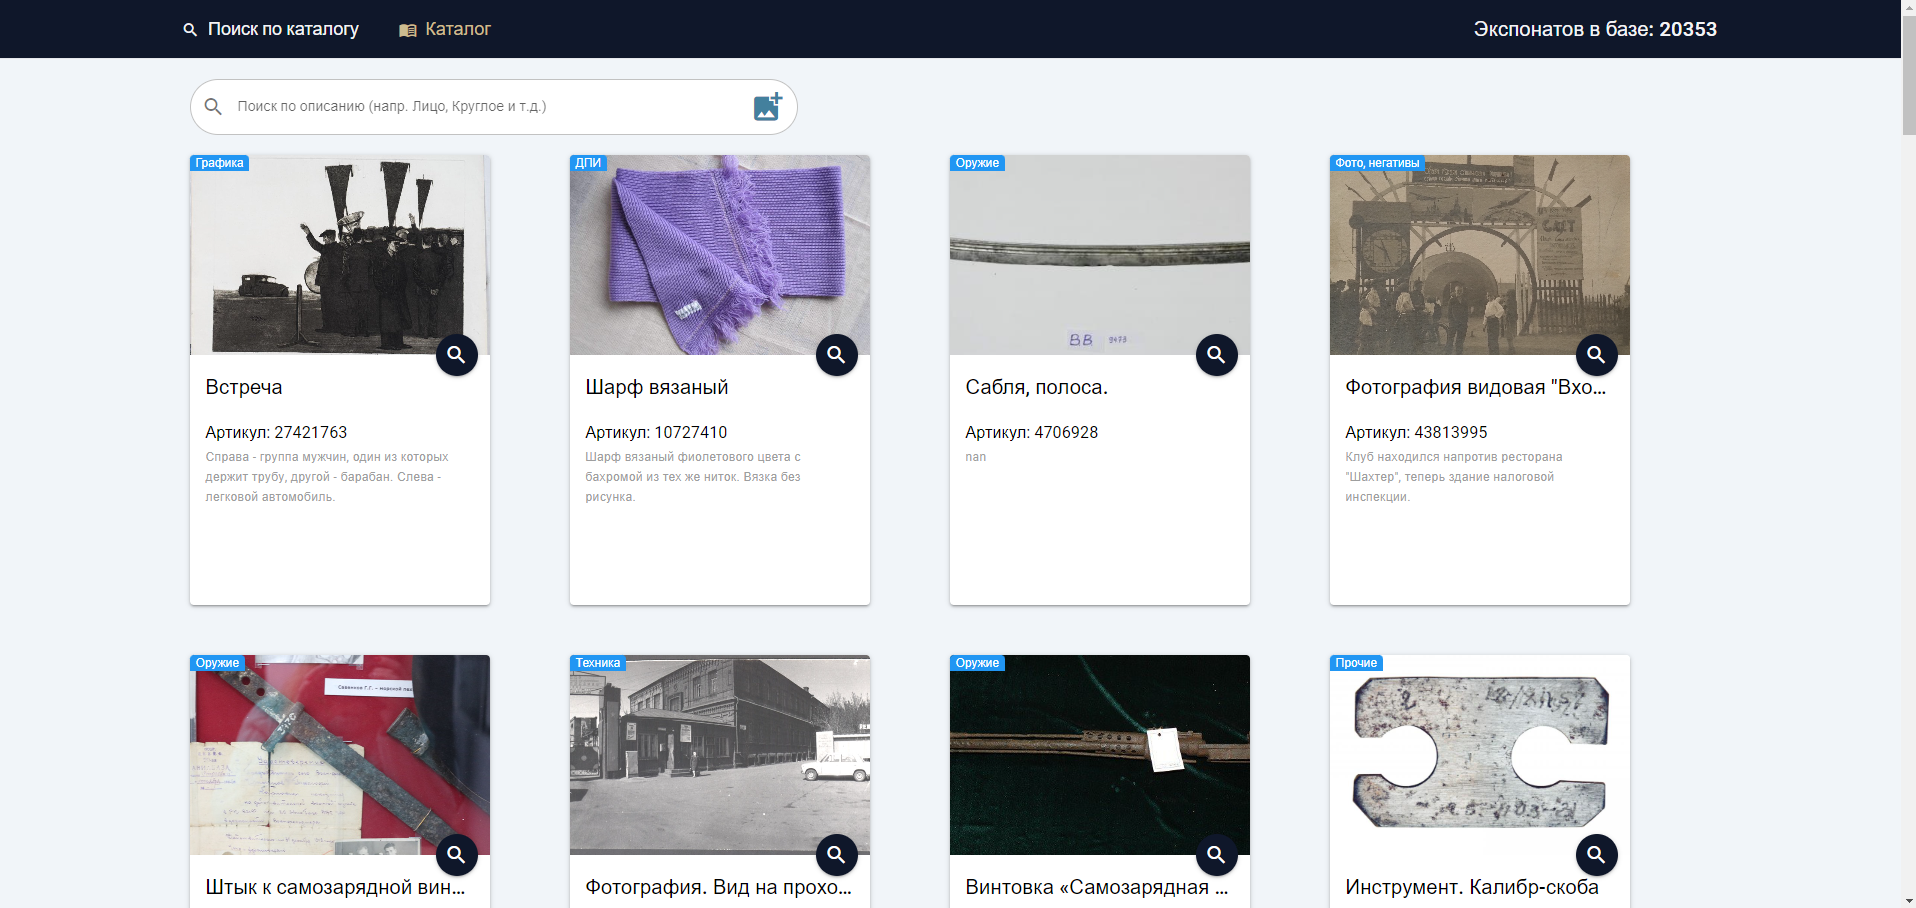 Поиск по каталогу
Каталог
Экспонатов в базе: 20353
Поиск по описанию (напр. Лицо, Круглое и т.д.)
Графика
ДПИ
Оружие
Фото, негативы
ВВ 9473
Встреча
Шарф вязаный
Сабля, полоса.
Фотография видовая "Вхо...
Артикул: 27421763
Справа - группа мужчин, один из которых
держит трубу, другой - барабан. Слева -
легковой автомобиль.
Артикул: 10727410
Шарф вязаный фиолетового цвета с
бахромой из тех же ниток. Вязка без
рисунка.
Артикул: 4706928
nan
Артикул: 43813995
Клуб находился напротив ресторана
"Шахтер", теперь здание налоговой
инспекции.
Оружие
Техника
Оружие
Прочие
Штык к самозарядной вин...
Фотография. Вид на прохо...
Винтовка «Самозарядная ...
Инструмент. Калибр-скоба